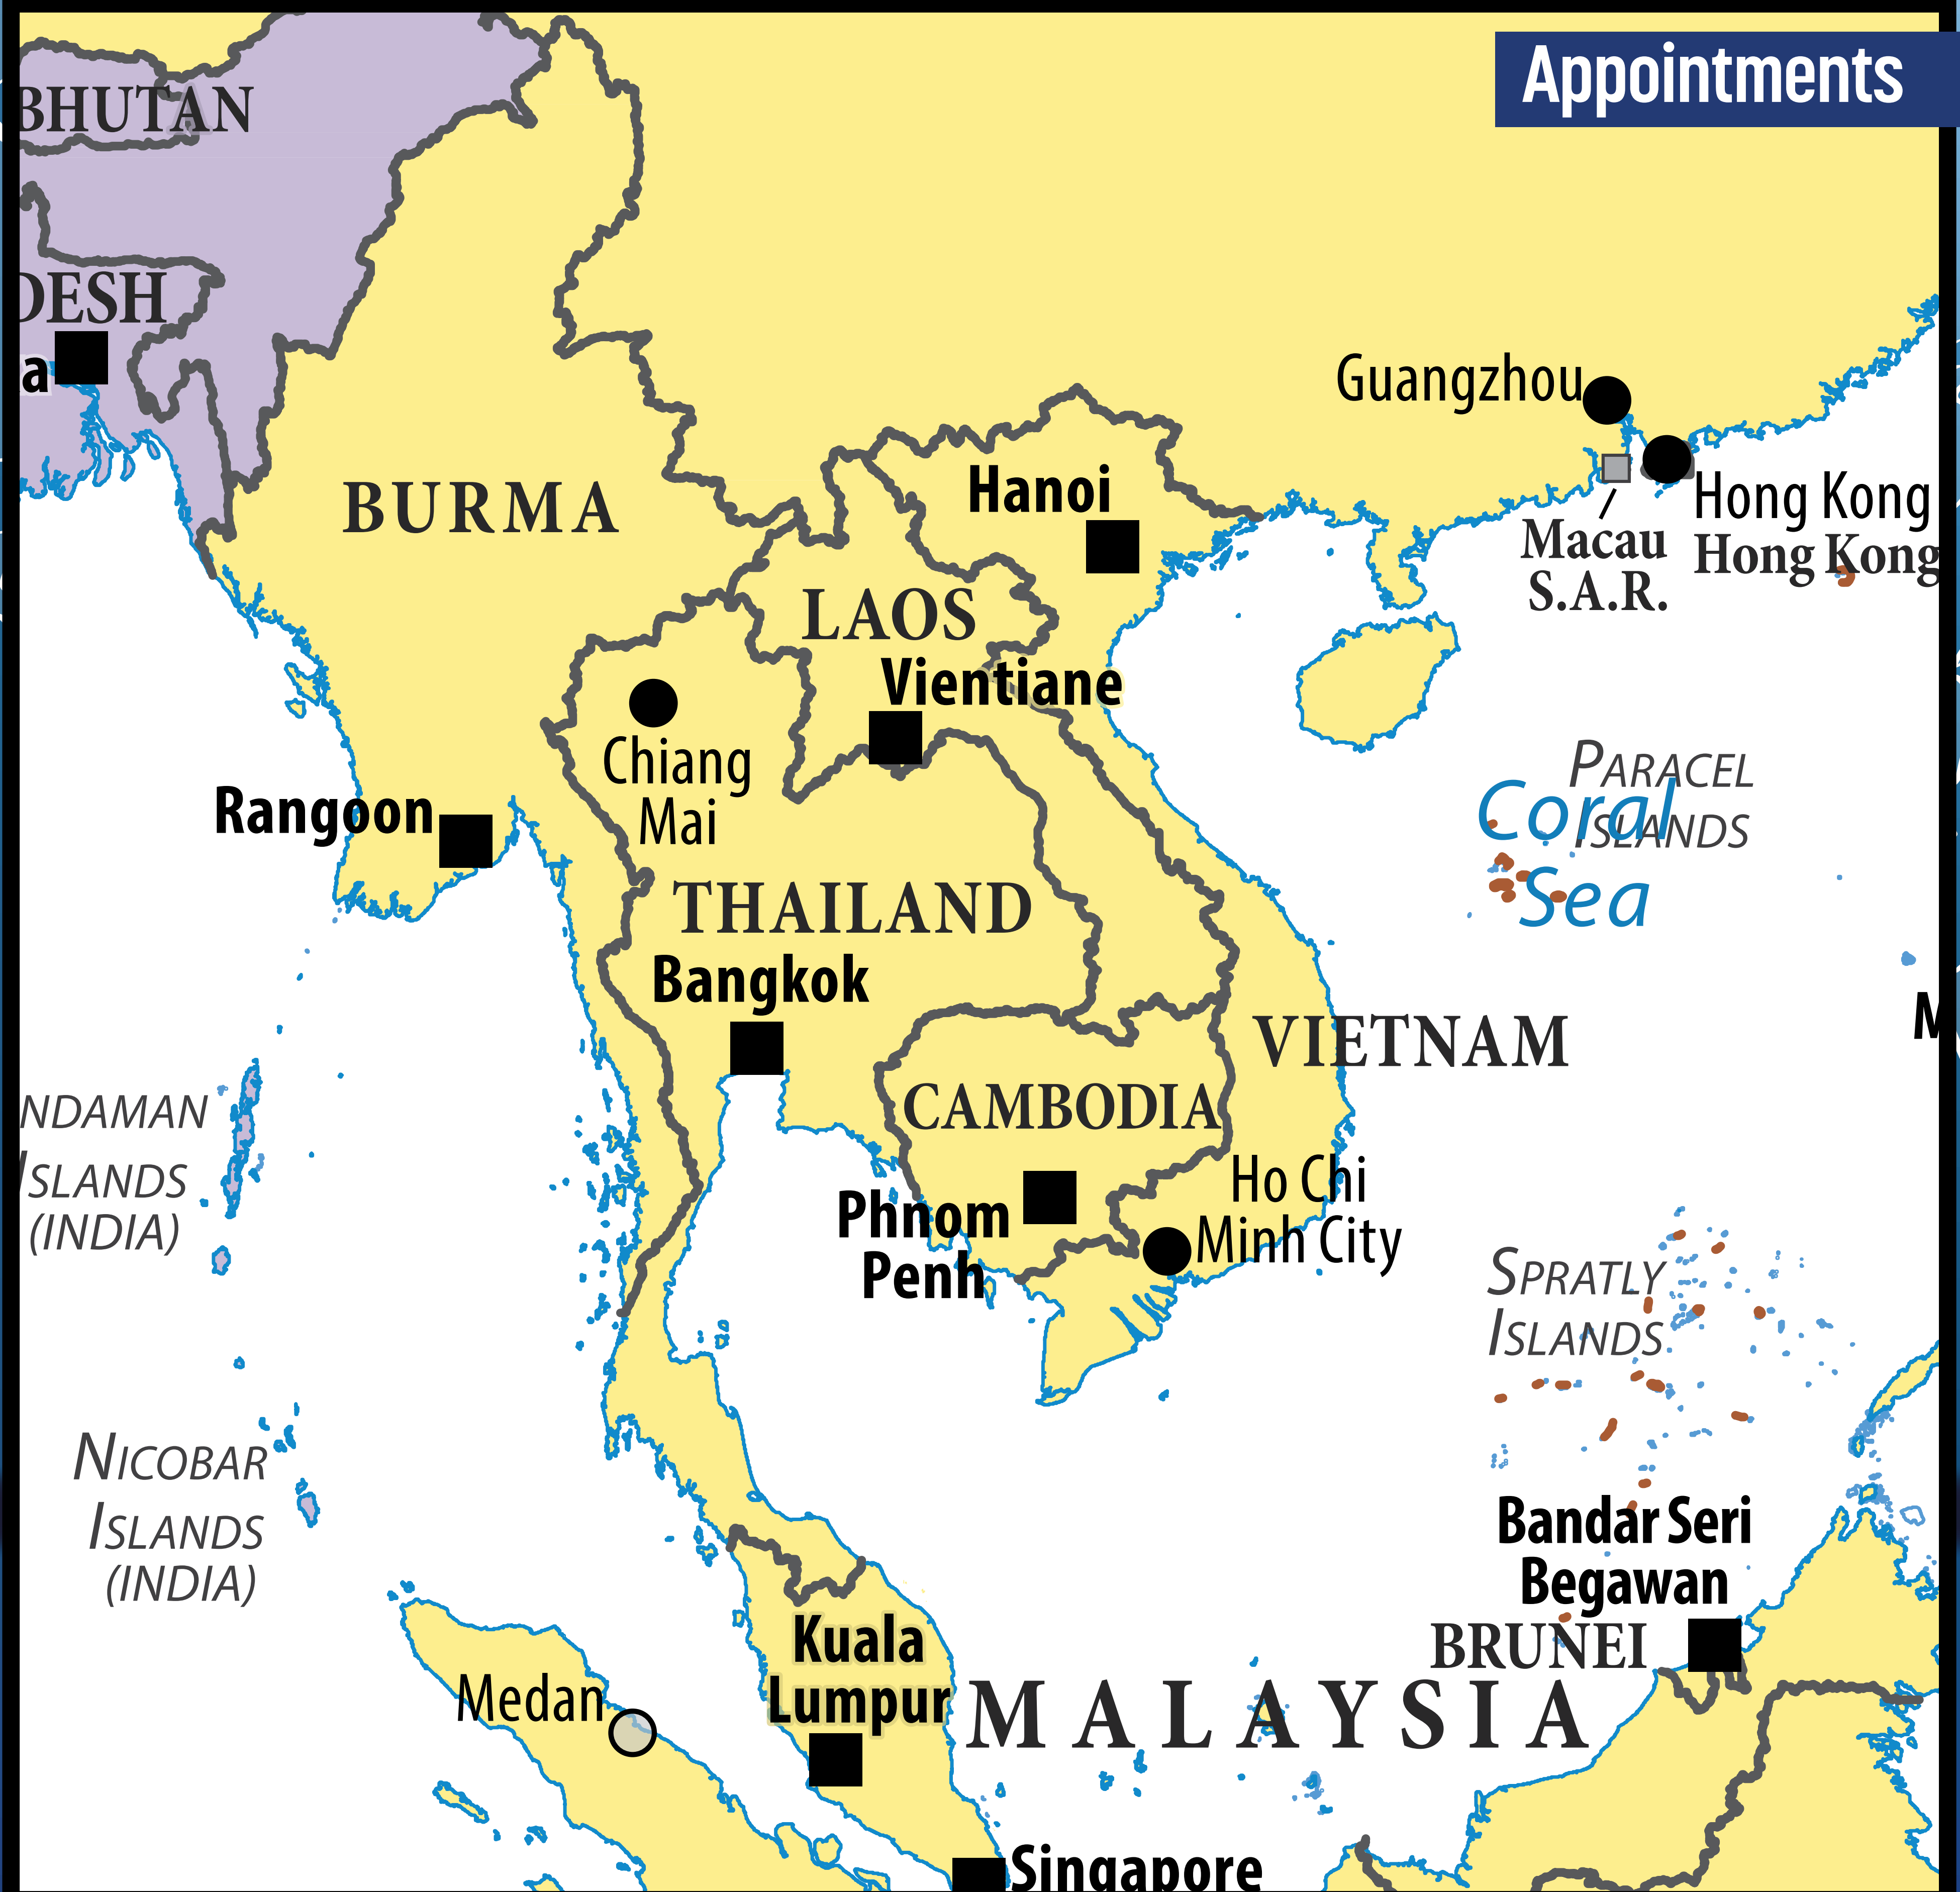 Appointments
BHUTAN
DESH
a
Guangzhou
Hanoi
BURMA
Hong Kong
Hong Kong
Macau
S.A.R.
LAOS
Vientiane
Chiang
Mai
PARACEL
ISLANDS
Coral
Sea
Rangoon
THAILAND
Bangkok
M
VIETNAM
CAMBODIA
NDAMAN
ISLANDS
(INDIA)
Ho Chi
Minh City
Phnom
Penh
SPRATLY
ISLANDS
NICOBAR
ISLANDS
(INDIA)
Bandar Seri
Begawan
BRUNEI
Kuala
Lumpur
MALAYSIA
Medan
Singapore